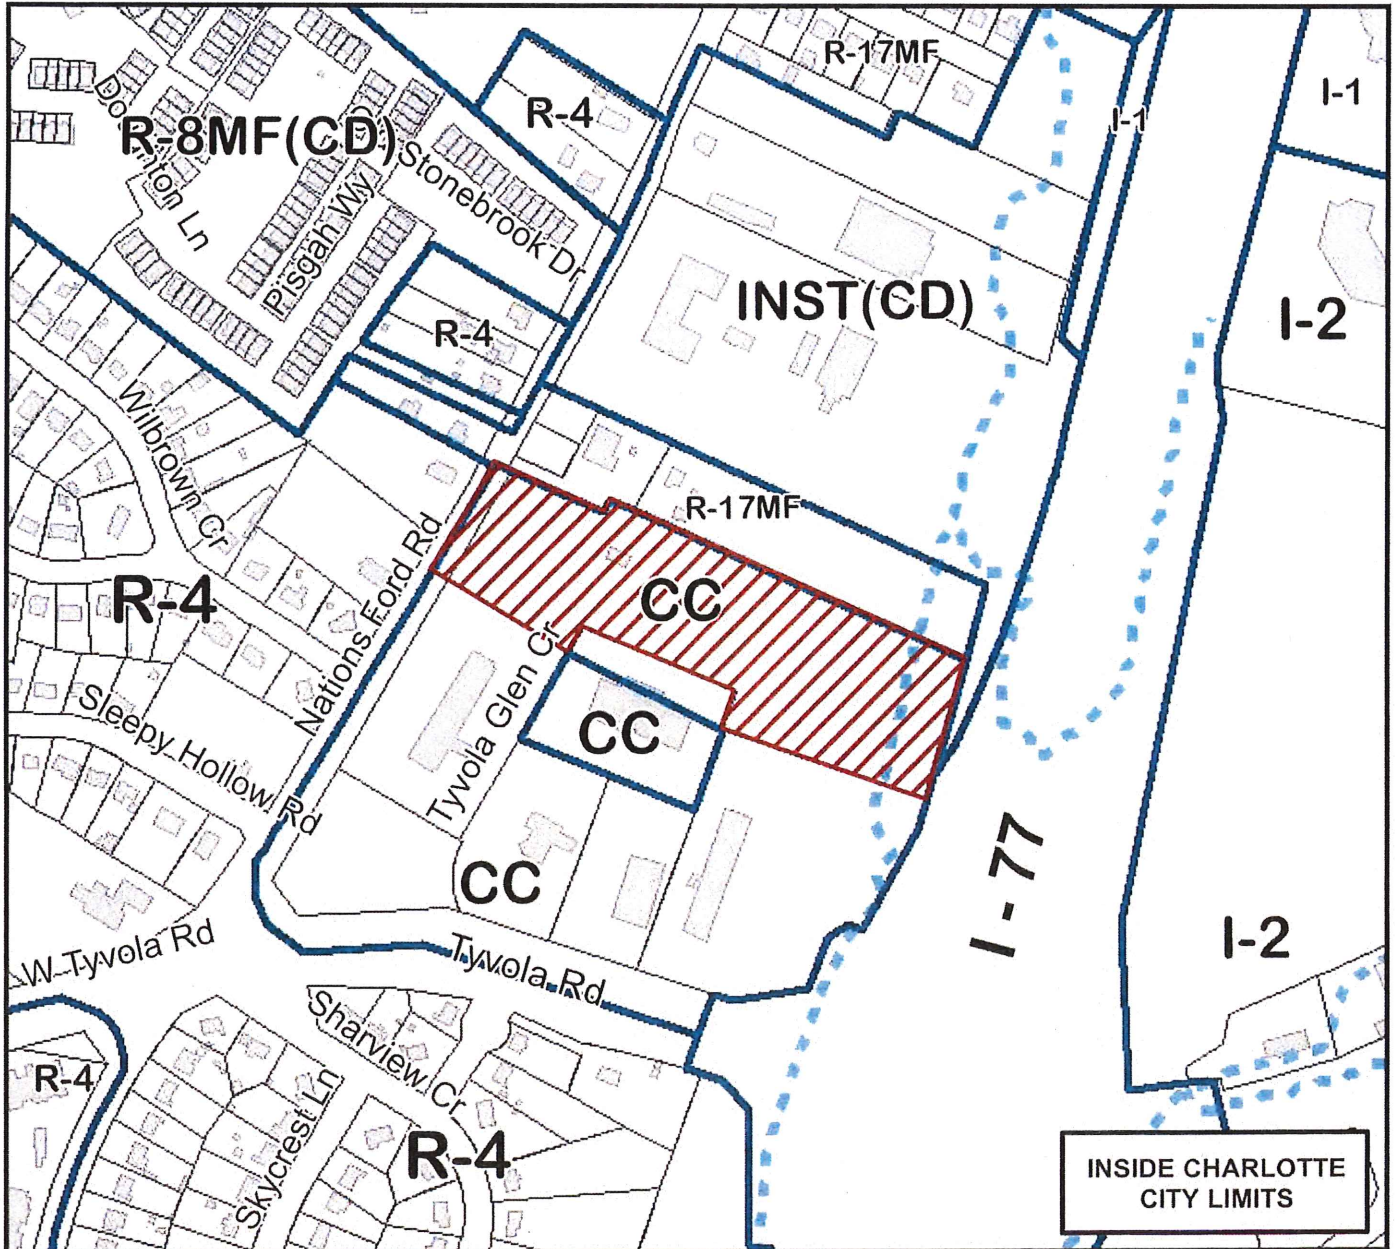 R-17MF
I-1
I-1
R-4
R-8MF(CD)
Stonebrook Dr
Ln
Pisgah Wy
INST(CD)
I-2
R-4
Wilbrown Cr
R-17MF
Nations Ford Rd
R-4
CC
Tyvola Glen Cr
CC
Sleepy Hollow Rd
CC
I-77
W Tyvola Rd
Tyvola Rd
I-2
Sharview Cr
R-4
Skycrest Ln
R-4
INSIDE CHARLOTTE
CITY LIMITS